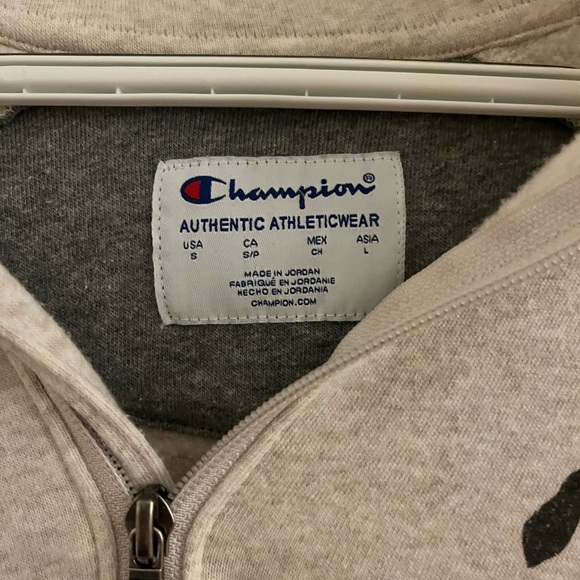 Champion®
AUTHENTIC ATHLETICWEAR
USA CA MEX ASIA
S S/P CH L
MADE IN JORDAN
FABRIQUÉ EN JORDANIE
HECHO EN JORDANIA
CHAMPION.COM